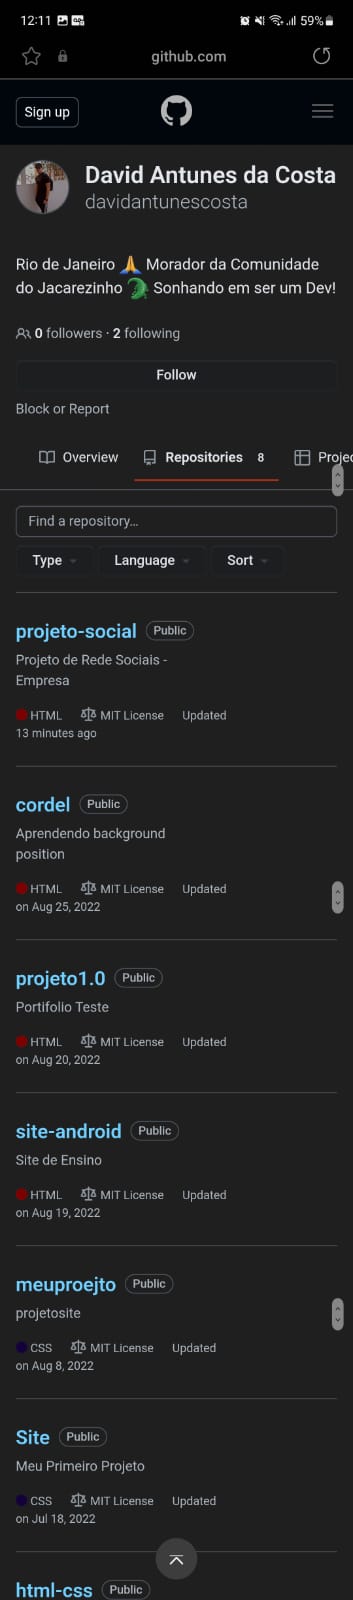 12:11 59%
github.com
Sign up
David Antunes da Costa
davidantunescosta
Rio de Janeiro 🙏 Morador da Comunidade
do Jacarezinho 🐊 Sonhando em ser um Dev!
0 followers · 2 following
Follow
Block or Report
Overview Repositories 8 Projec
Find a repository…
Type Language Sort
projeto-social Public
Projeto de Rede Sociais -
Empresa
HTML MIT License Updated
13 minutes ago
cordel Public
Aprendendo background
position
HTML MIT License Updated
on Aug 25, 2022
projeto1.0 Public
Portifolio Teste
HTML MIT License Updated
on Aug 20, 2022
site-android Public
Site de Ensino
HTML MIT License Updated
on Aug 19, 2022
meuproejto Public
projetosite
CSS MIT License Updated
on Aug 8, 2022
Site Public
Meu Primeiro Projeto
CSS MIT License Updated
on Jul 18, 2022
html-css Public